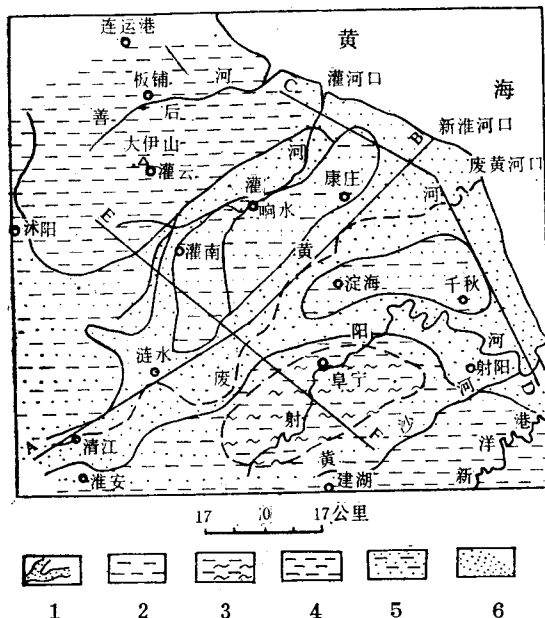 连云港
黄
海
板铺
河
善
后
C
灌河口
大伊山
灌云
B
新淮河口
废黄河口
河
灌
康庄
河
E
响水
沭阳
灌南
黄
淀海
千秋
阳
河
涟水
废
阜宁
射阳
河
射
沙
D
港
A
清江
F
黄
洋
淮安
建湖
新
17 0 17公里
1 2 3 4 5 6